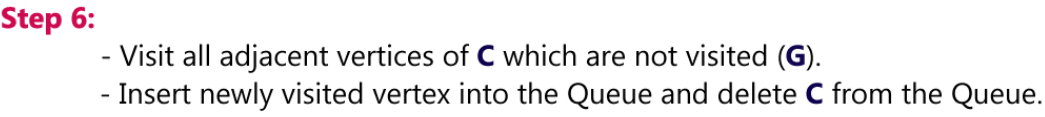 Step 6:
- Visit all adjacent vertices of C which are not visited (G).
- Insert newly visited vertex into the Queue and delete C from the Queue.